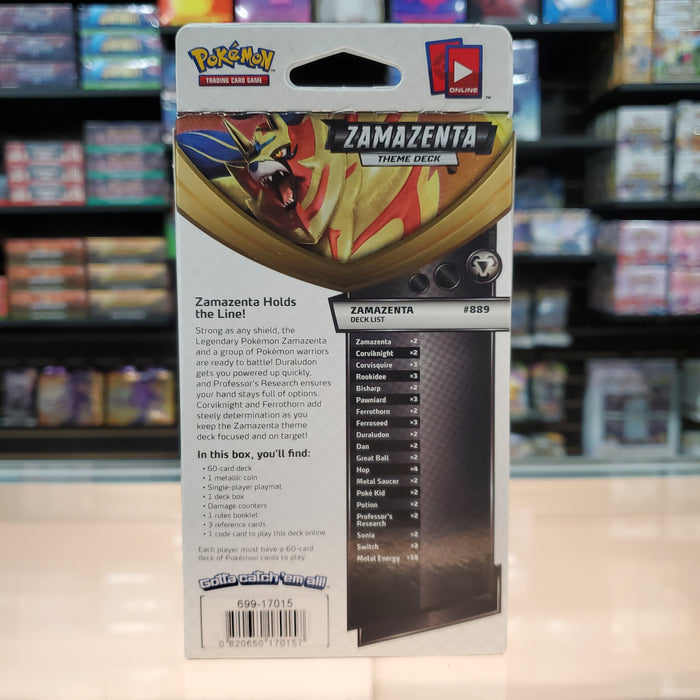 POKéMON
TRADING CARD GAME
ONLINE
TM
ZAMAZENTA
THEME DECK
Zamazenta Holds
the Line!
Strong as any shield, the
Legendary Pokémon Zamazenta
and a group of Pokémon warriors
are ready to battle! Duraludon
gets you powered up quickly,
and Professor's Research ensures
your hand stays full of options.
Corviknight and Ferrothorn add
steely determination as you
keep the Zamazenta theme
deck focused and on target!
In this box, you'll find:
• 60-card deck
• 1 metallic coin
• Single-player playmat
• 1 deck box
• Damage counters
• 1 rules booklet
• 3 reference cards
• 1 code card to play this deck online
Each player must have a 60-card
deck of Pokémon cards to play.
Gotta catch 'em all!
699-17015
0 820650 170157
ZAMAZENTA #889
DECK LIST
Zamazenta ×2
Corviknight ×2
Corvisquire ×3
Rookidee ×3
Bisharp ×2
Pawniard ×3
Ferrothorn ×2
Ferroseed ×3
Duraludon ×2
Dan ×2
Great Ball ×2
Hop ×4
Metal Saucer ×2
Poké Kid ×2
Potion ×2
Professor's
Research ×2
Sonia ×2
Switch ×2
Metal Energy ×18